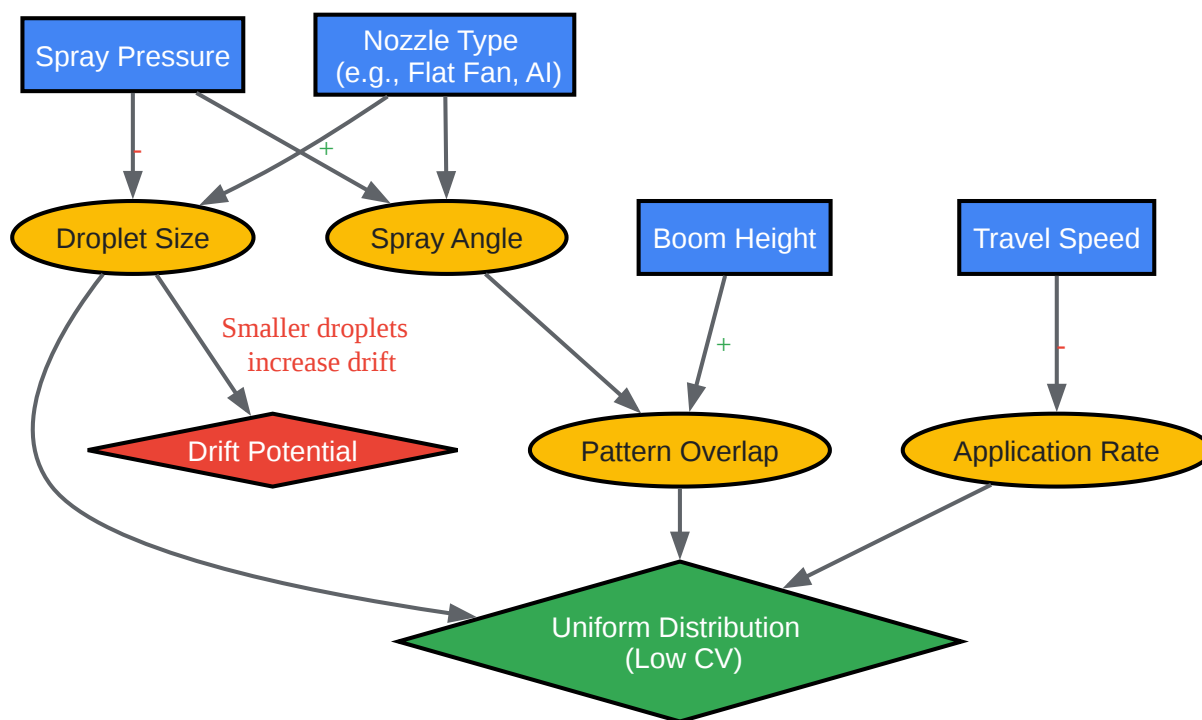 Spray Pressure
Nozzle Type
(e.g., Flat Fan, AI)
-
+
Droplet Size
Spray Angle
Boom Height
Travel Speed
Smaller droplets
increase drift
+
-
Drift Potential
Pattern Overlap
Application Rate
Uniform Distribution
(Low CV)